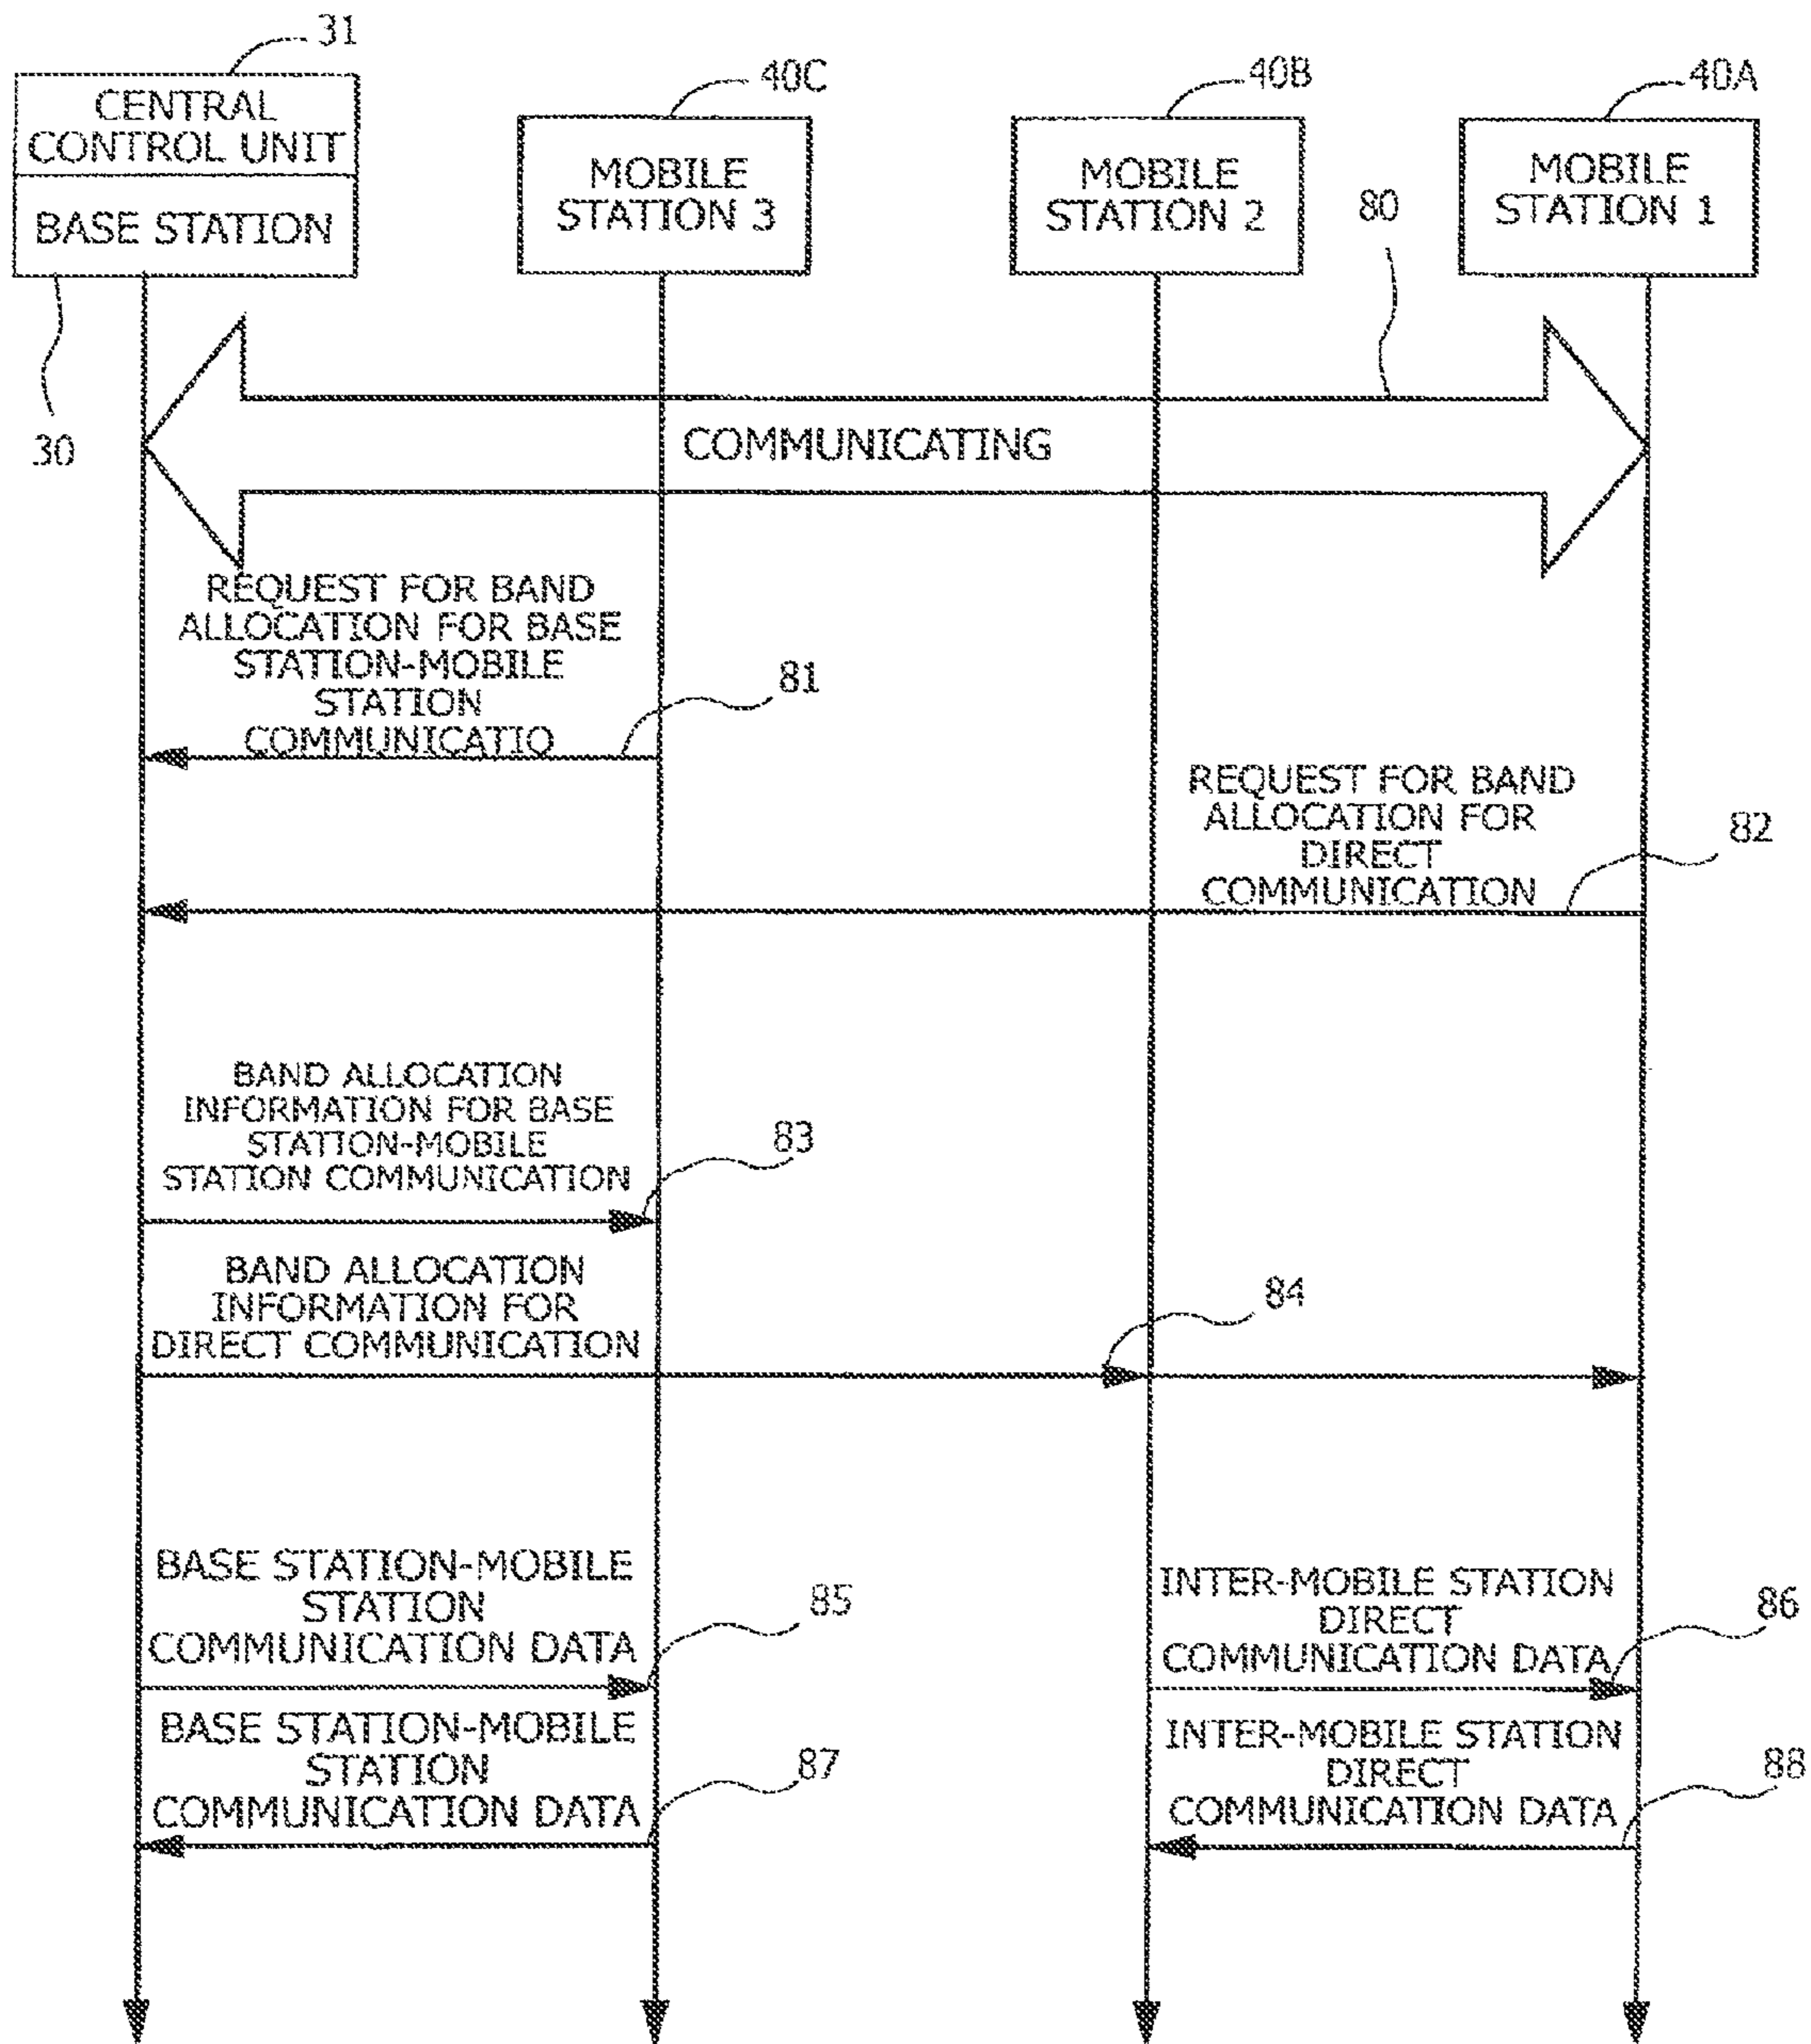 31
CENTRAL
CONTROL UNIT
BASE STATION
30
40C
MOBILE
STATION 3
40B
MOBILE
STATION 2
40A
MOBILE
STATION 1
80
COMMUNICATING
REQUEST FOR BAND
ALLOCATION FOR BASE
STATION-MOBILE
STATION
COMMUNICATIO
81
REQUEST FOR BAND
ALLOCATION FOR
DIRECT
COMMUNICATION
82
BAND ALLOCATION
INFORMATION FOR BASE
STATION-MOBILE
STATION COMMUNICATION
83
BAND ALLOCATION
INFORMATION FOR
DIRECT COMMUNICATION
84
BASE STATION-MOBILE
STATION
COMMUNICATION DATA
85
INTER-MOBILE STATION
DIRECT
COMMUNICATION DATA
86
BASE STATION-MOBILE
STATION
COMMUNICATION DATA
87
INTER-MOBILE STATION
DIRECT
COMMUNICATION DATA
88